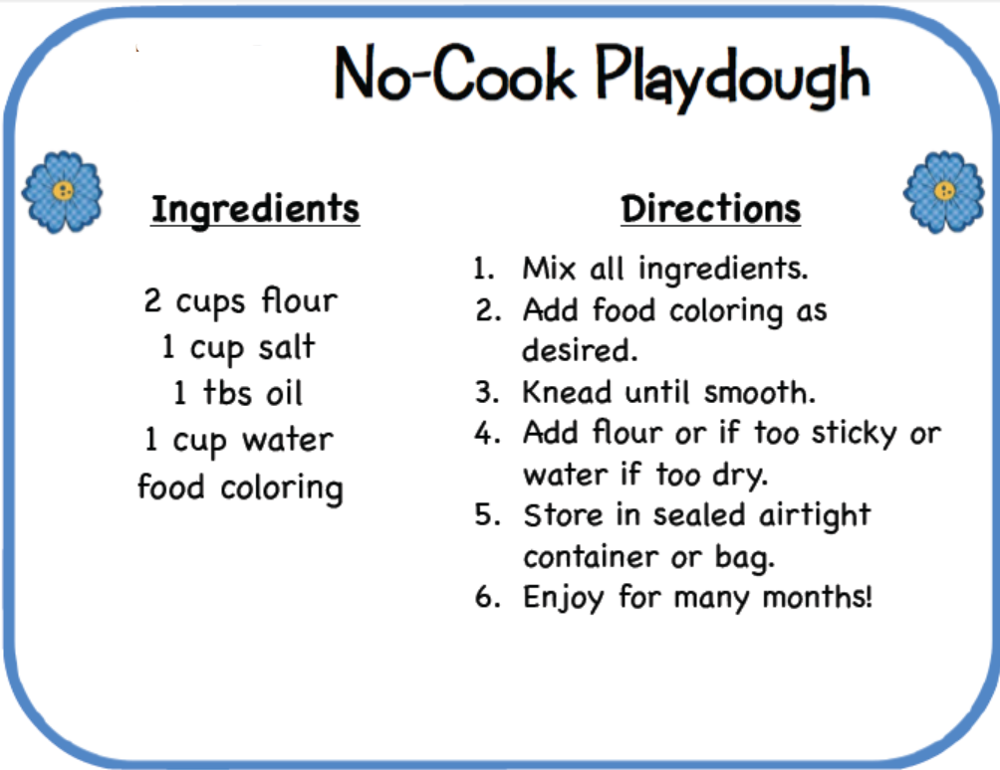 No-Cook Playdough
Ingredients
2 cups flour
1 cup salt
1 tbs oil
1 cup water
food coloring
Directions
1. Mix all ingredients.
2. Add food coloring as
desired.
3. Knead until smooth.
4. Add flour or if too sticky or
water if too dry.
5. Store in sealed airtight
container or bag.
6. Enjoy for many months!